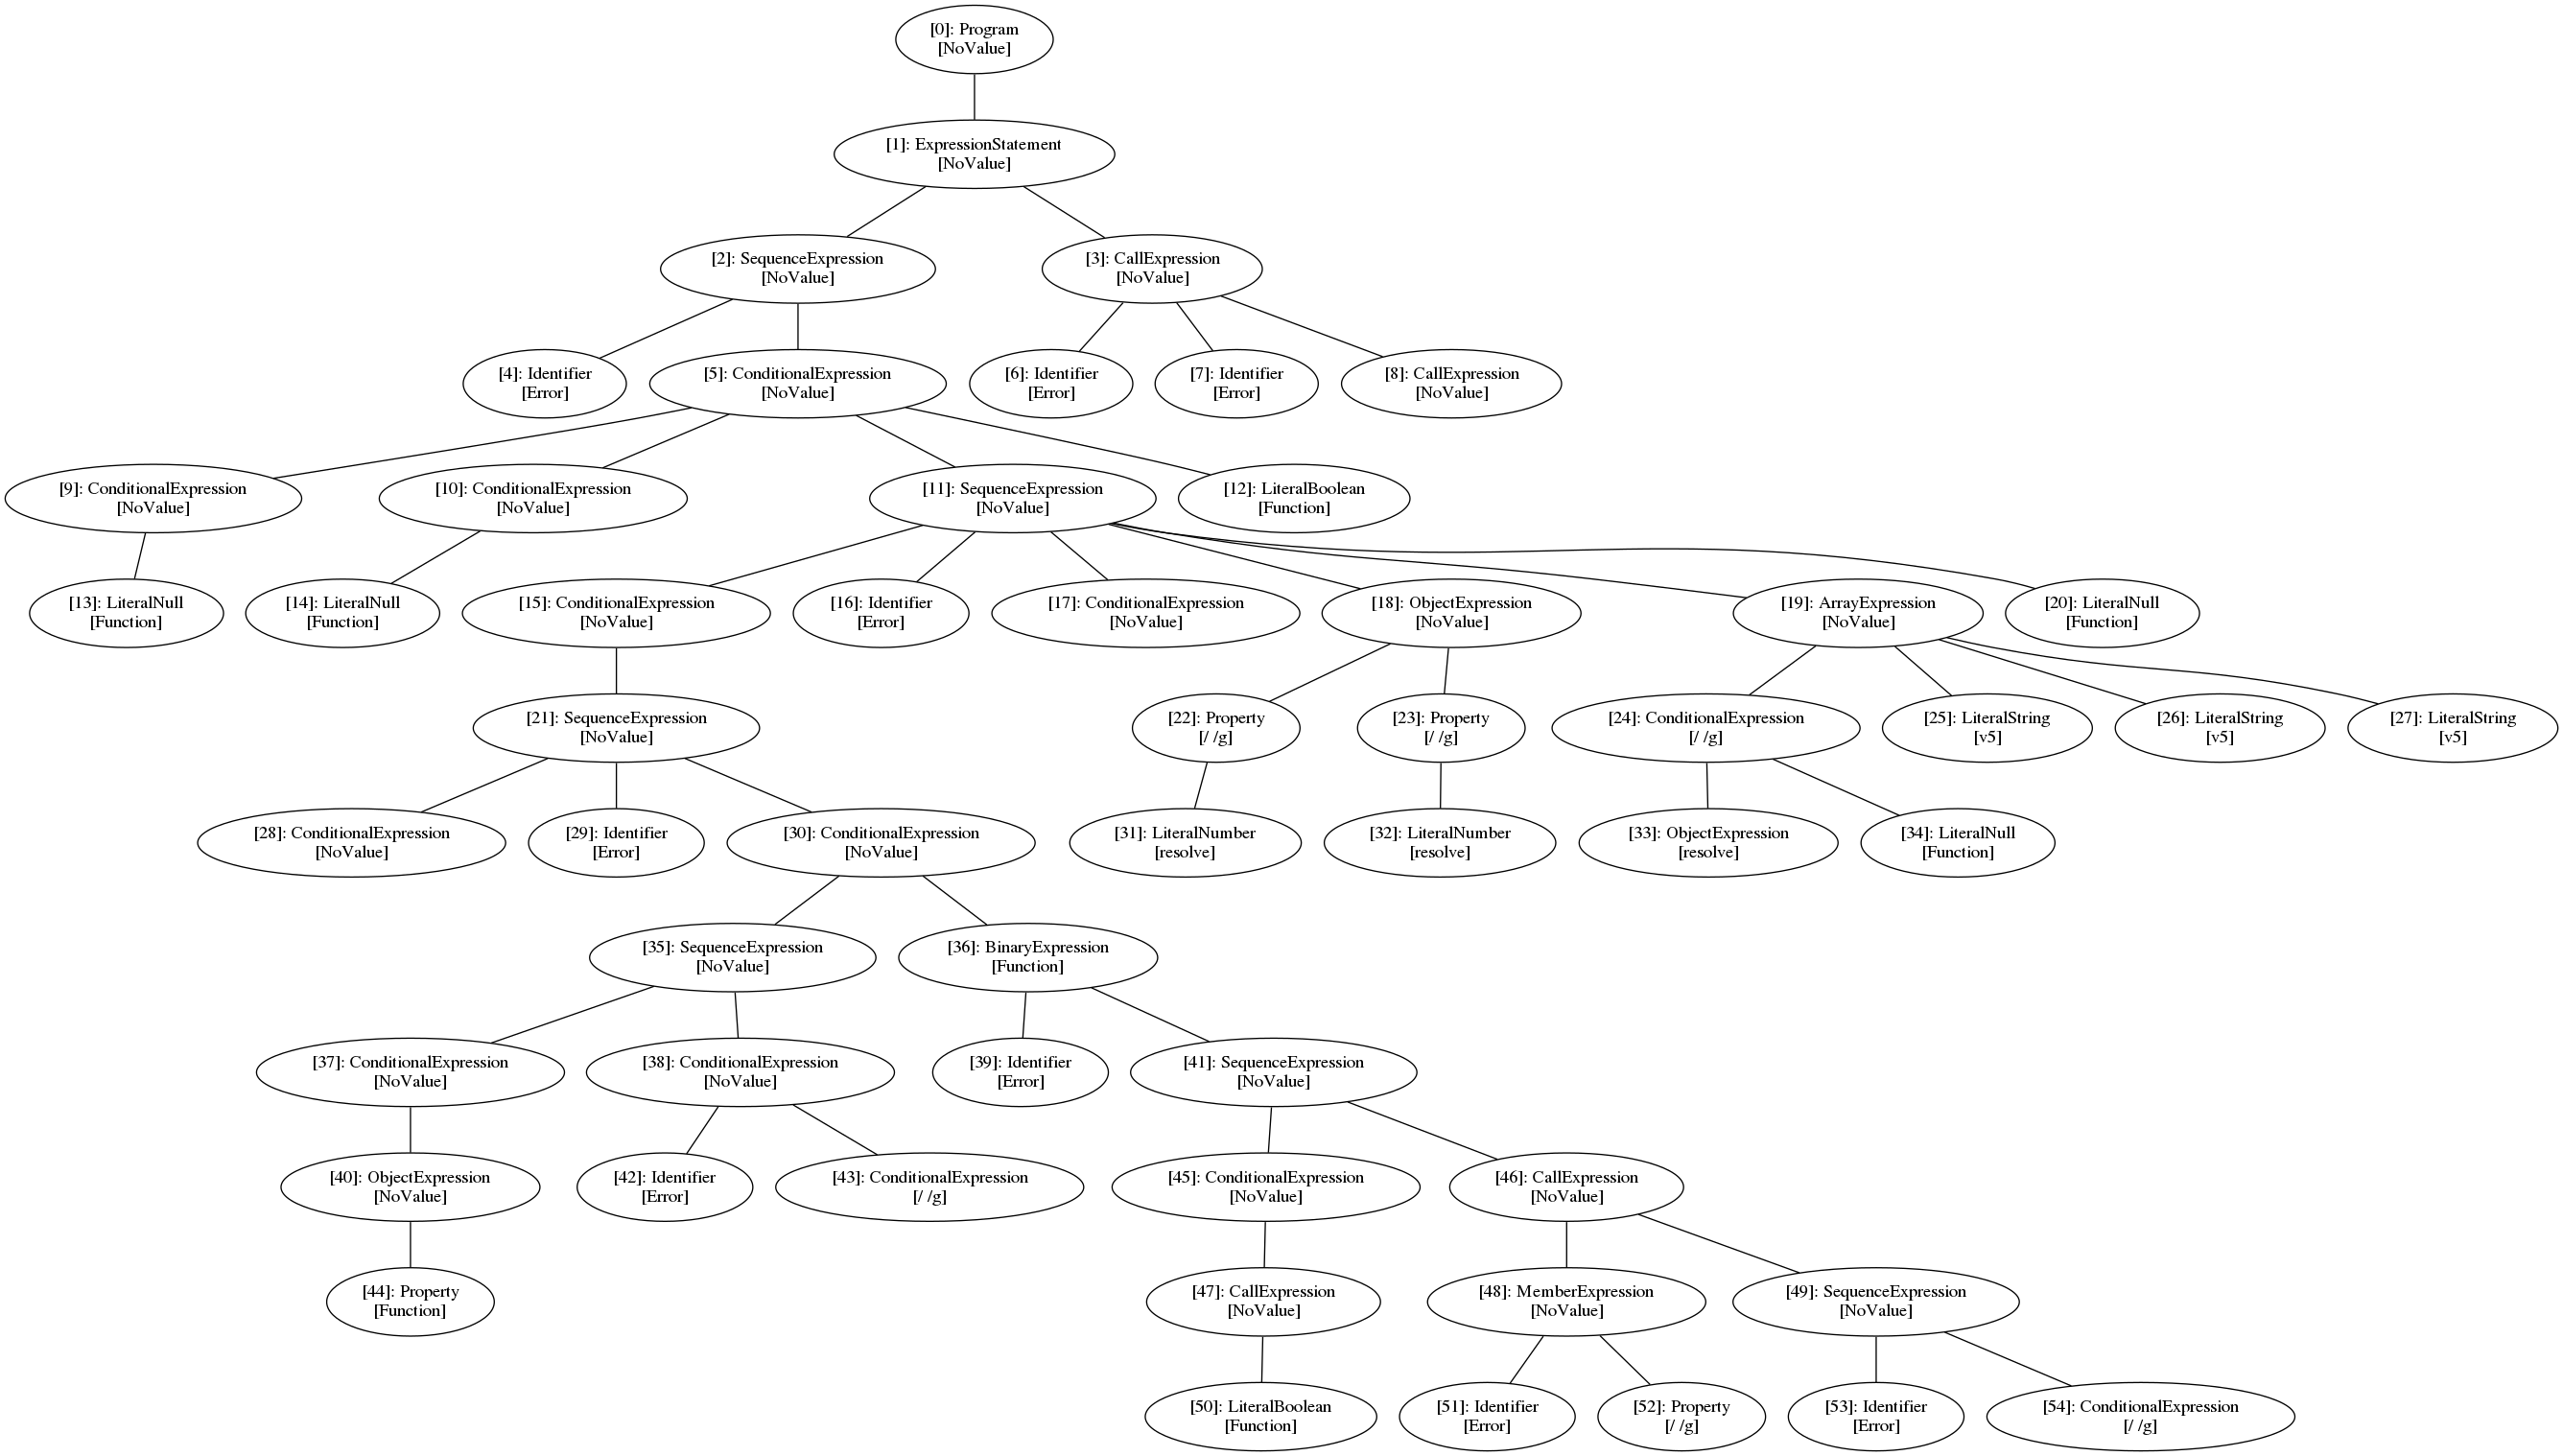 [0]: Program
[NoValue]
[1]: ExpressionStatement
[NoValue]
[2]: SequenceExpression
[NoValue]
[3]: CallExpression
[NoValue]
[4]: Identifier
[Error]
[5]: ConditionalExpression
[NoValue]
[6]: Identifier
[Error]
[7]: Identifier
[Error]
[8]: CallExpression
[NoValue]
[9]: ConditionalExpression
[NoValue]
[10]: ConditionalExpression
[NoValue]
[11]: SequenceExpression
[NoValue]
[12]: LiteralBoolean
[Function]
[13]: LiteralNull
[Function]
[14]: LiteralNull
[Function]
[15]: ConditionalExpression
[NoValue]
[16]: Identifier
[Error]
[17]: ConditionalExpression
[NoValue]
[18]: ObjectExpression
[NoValue]
[19]: ArrayExpression
[NoValue]
[20]: LiteralNull
[Function]
[21]: SequenceExpression
[NoValue]
[22]: Property
[/ /g]
[23]: Property
[/ /g]
[24]: ConditionalExpression
[/ /g]
[25]: LiteralString
[v5]
[26]: LiteralString
[v5]
[27]: LiteralString
[v5]
[28]: ConditionalExpression
[NoValue]
[29]: Identifier
[Error]
[30]: ConditionalExpression
[NoValue]
[31]: LiteralNumber
[resolve]
[32]: LiteralNumber
[resolve]
[33]: ObjectExpression
[resolve]
[34]: LiteralNull
[Function]
[35]: SequenceExpression
[NoValue]
[36]: BinaryExpression
[Function]
[37]: ConditionalExpression
[NoValue]
[38]: ConditionalExpression
[NoValue]
[39]: Identifier
[Error]
[41]: SequenceExpression
[NoValue]
[40]: ObjectExpression
[NoValue]
[42]: Identifier
[Error]
[43]: ConditionalExpression
[/ /g]
[45]: ConditionalExpression
[NoValue]
[46]: CallExpression
[NoValue]
[44]: Property
[Function]
[47]: CallExpression
[NoValue]
[48]: MemberExpression
[NoValue]
[49]: SequenceExpression
[NoValue]
[50]: LiteralBoolean
[Function]
[51]: Identifier
[Error]
[52]: Property
[/ /g]
[53]: Identifier
[Error]
[54]: ConditionalExpression
[/ /g]